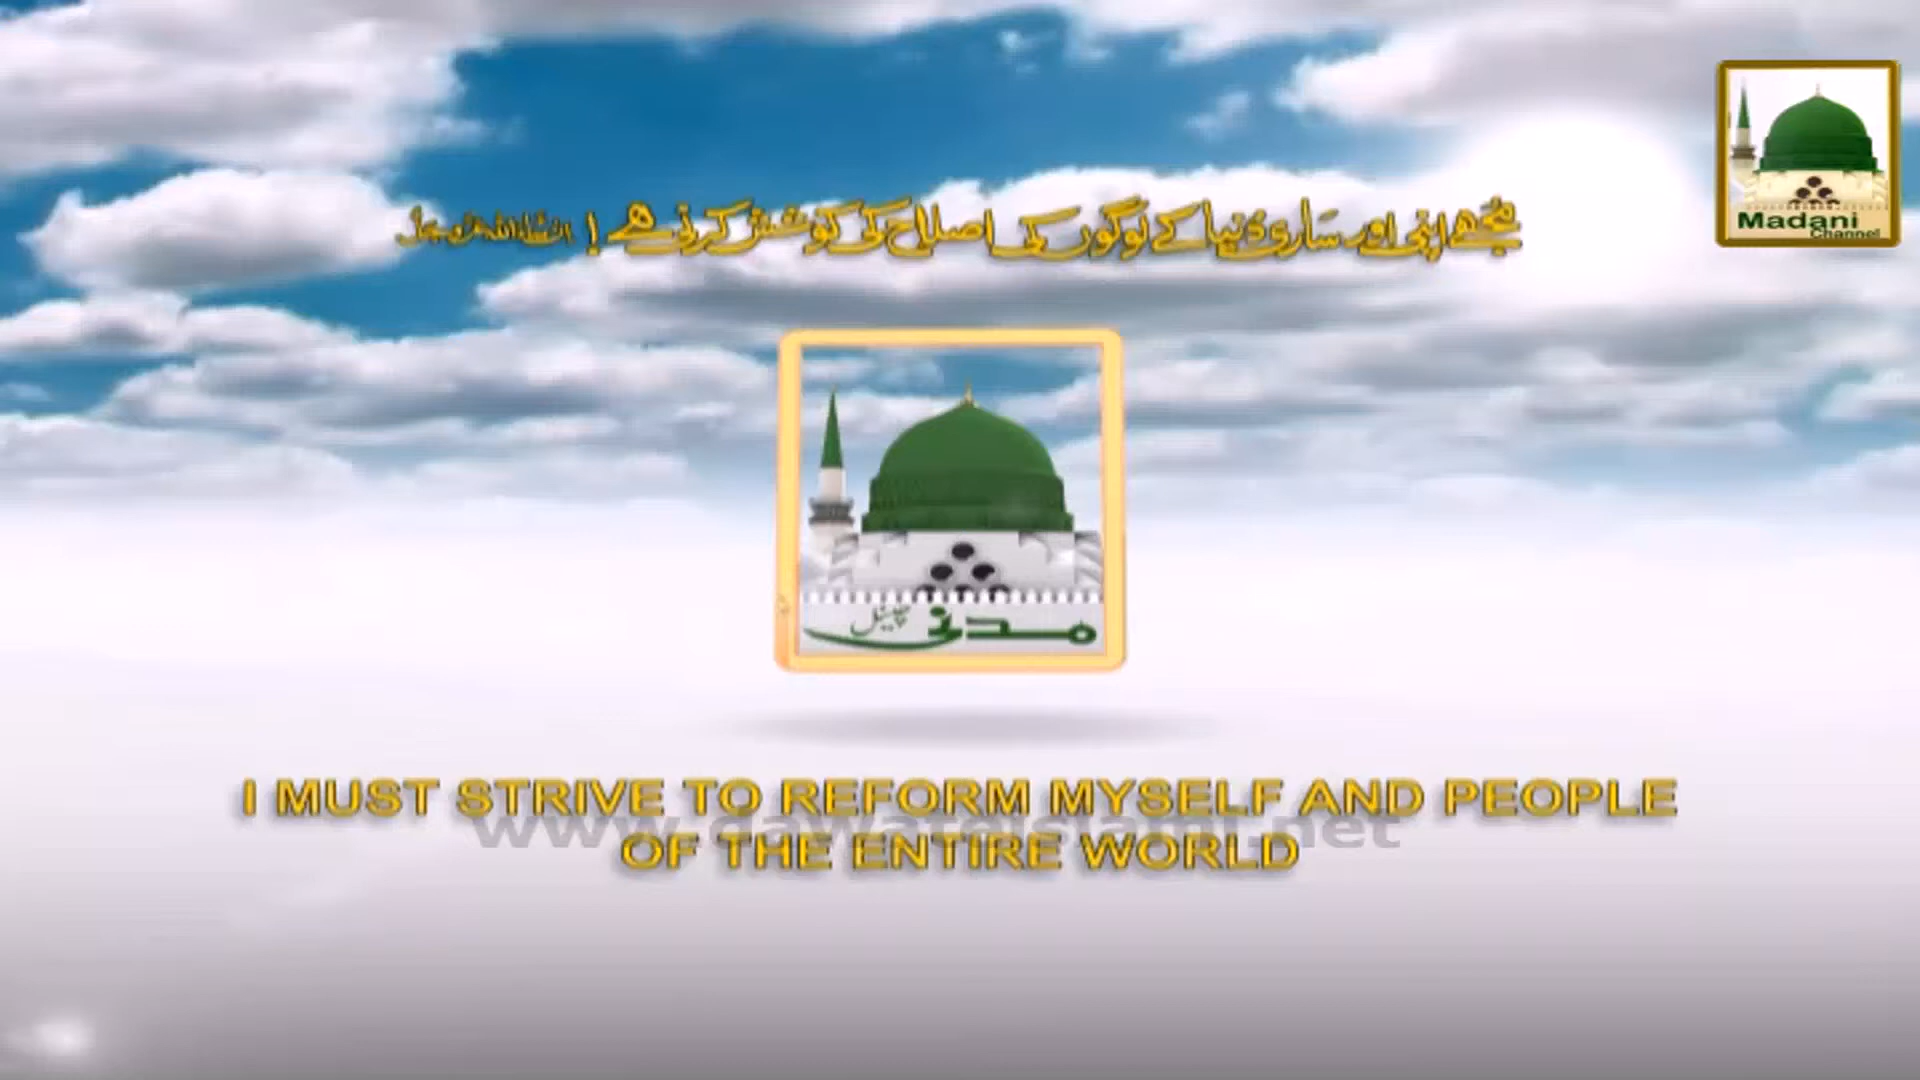 مجھے اپنی اور ساری دنیا کے لوگوں کی اصلاح کی کوشش کرنی ہے ! ان شاء اللہ عزوجل
Madani
Channel
مدنی چینل
I MUST STRIVE TO REFORM MYSELF AND PEOPLE
www.dawateislami.net
OF THE ENTIRE WORLD